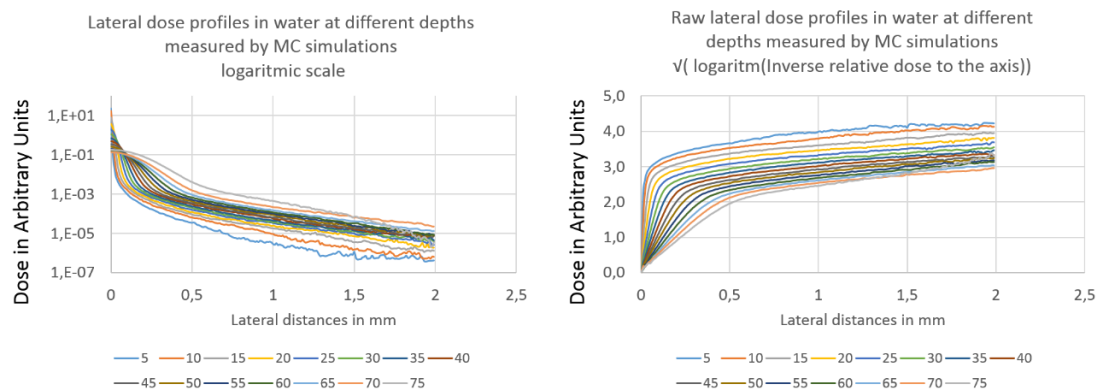 Lateral dose profiles in water at different depths
measured by MC simulations
logaritmic scale
Dose in Arbitrary Units
1,E+01
1,E-01
1,E-03
1,E-05
1,E-07
0 0,5 1 1,5 2 2,5
Lateral distances in mm
5 10 15 20 25 30 35 40
45 50 55 60 65 70 75
Raw lateral dose profiles in water at different
depths measured by MC simulations
√( logaritm(Inverse relative dose to the axis))
Dose in Arbitrary Units
5,0
4,0
3,0
2,0
1,0
0,0
0 0,5 1 1,5 2 2,5
Lateral distances in mm
5 10 15 20 25 30 35 40
45 50 55 60 65 70 75